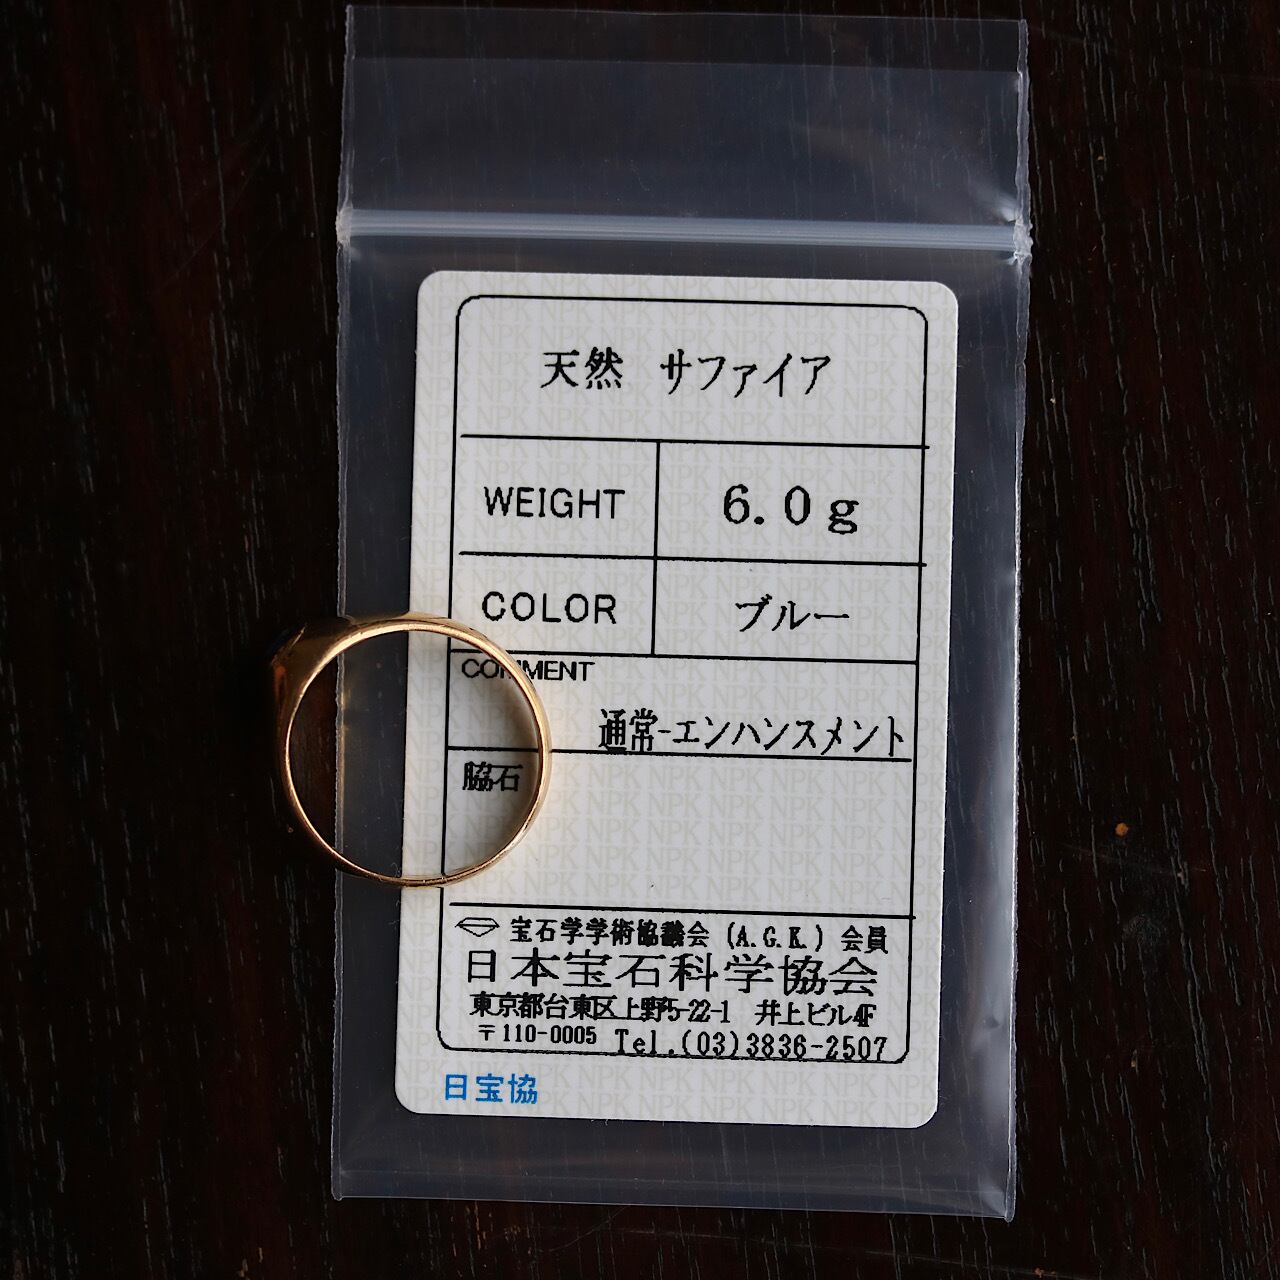 天然 サファイア
WEIGHT 6.0g
COLOR ブルー
COMMENT
通常-エンハンスメント
脇石
宝石学学術協議会 (A.G.K.) 会員
日本宝石科学協会
東京都台東区上野5-22-1 井上ビル4F
〒110-0005 Tel.(03)3836-2507
日宝協